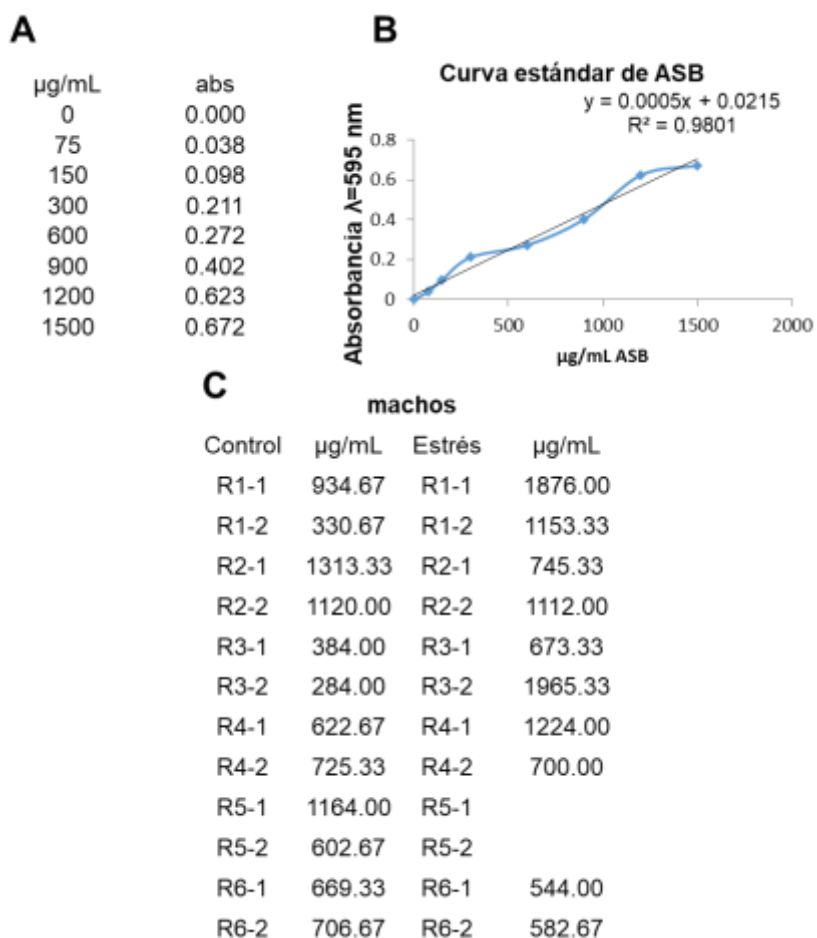 A
µg/mL abs
0 0.000
75 0.038
150 0.098
300 0.211
600 0.272
900 0.402
1200 0.623
1500 0.672
B
Curva estándar de ASB
y = 0.0005x + 0.0215
R² = 0.9801
Absorbancia λ=595 nm
0.8
0.6
0.4
0.2
0
0 500 1000 1500 2000
µg/mL ASB
C
machos
Control µg/mL Estrés µg/mL
R1-1 934.67 R1-1 1876.00
R1-2 330.67 R1-2 1153.33
R2-1 1313.33 R2-1 745.33
R2-2 1120.00 R2-2 1112.00
R3-1 384.00 R3-1 673.33
R3-2 284.00 R3-2 1965.33
R4-1 622.67 R4-1 1224.00
R4-2 725.33 R4-2 700.00
R5-1 1164.00 R5-1
R5-2 602.67 R5-2
R6-1 669.33 R6-1 544.00
R6-2 706.67 R6-2 582.67